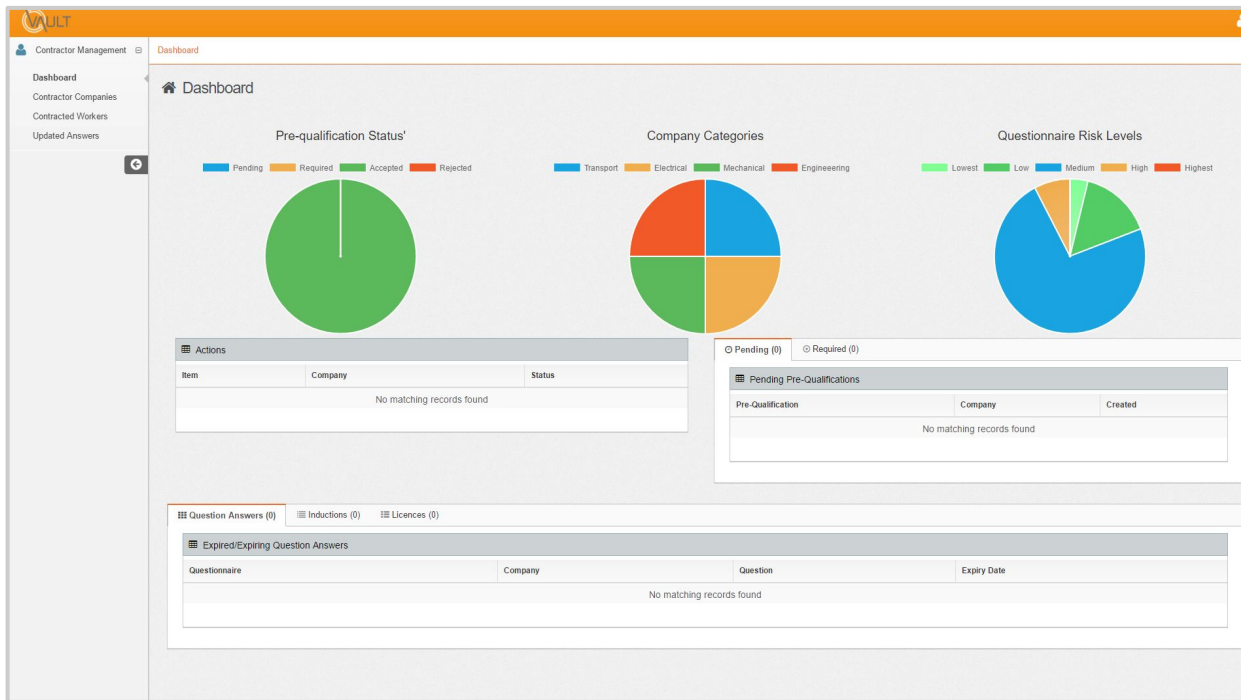 VAULT
Contractor Management
Dashboard
Dashboard
Contractor Companies
Contracted Workers
Updated Answers
Dashboard
Pre-qualification Status'
Pending Required Accepted Rejected
Company Categories
Transport Electrical Mechanical Engineeering
Questionnaire Risk Levels
Lowest Low Medium High Highest
Actions
Item Company Status
No matching records found
Pending (0) Required (0)
Pending Pre-Qualifications
Pre-Qualification Company Created
No matching records found
Question Answers (0) Inductions (0) Licences (0)
Expired/Expiring Question Answers
Questionnaire Company Question Expiry Date
No matching records found